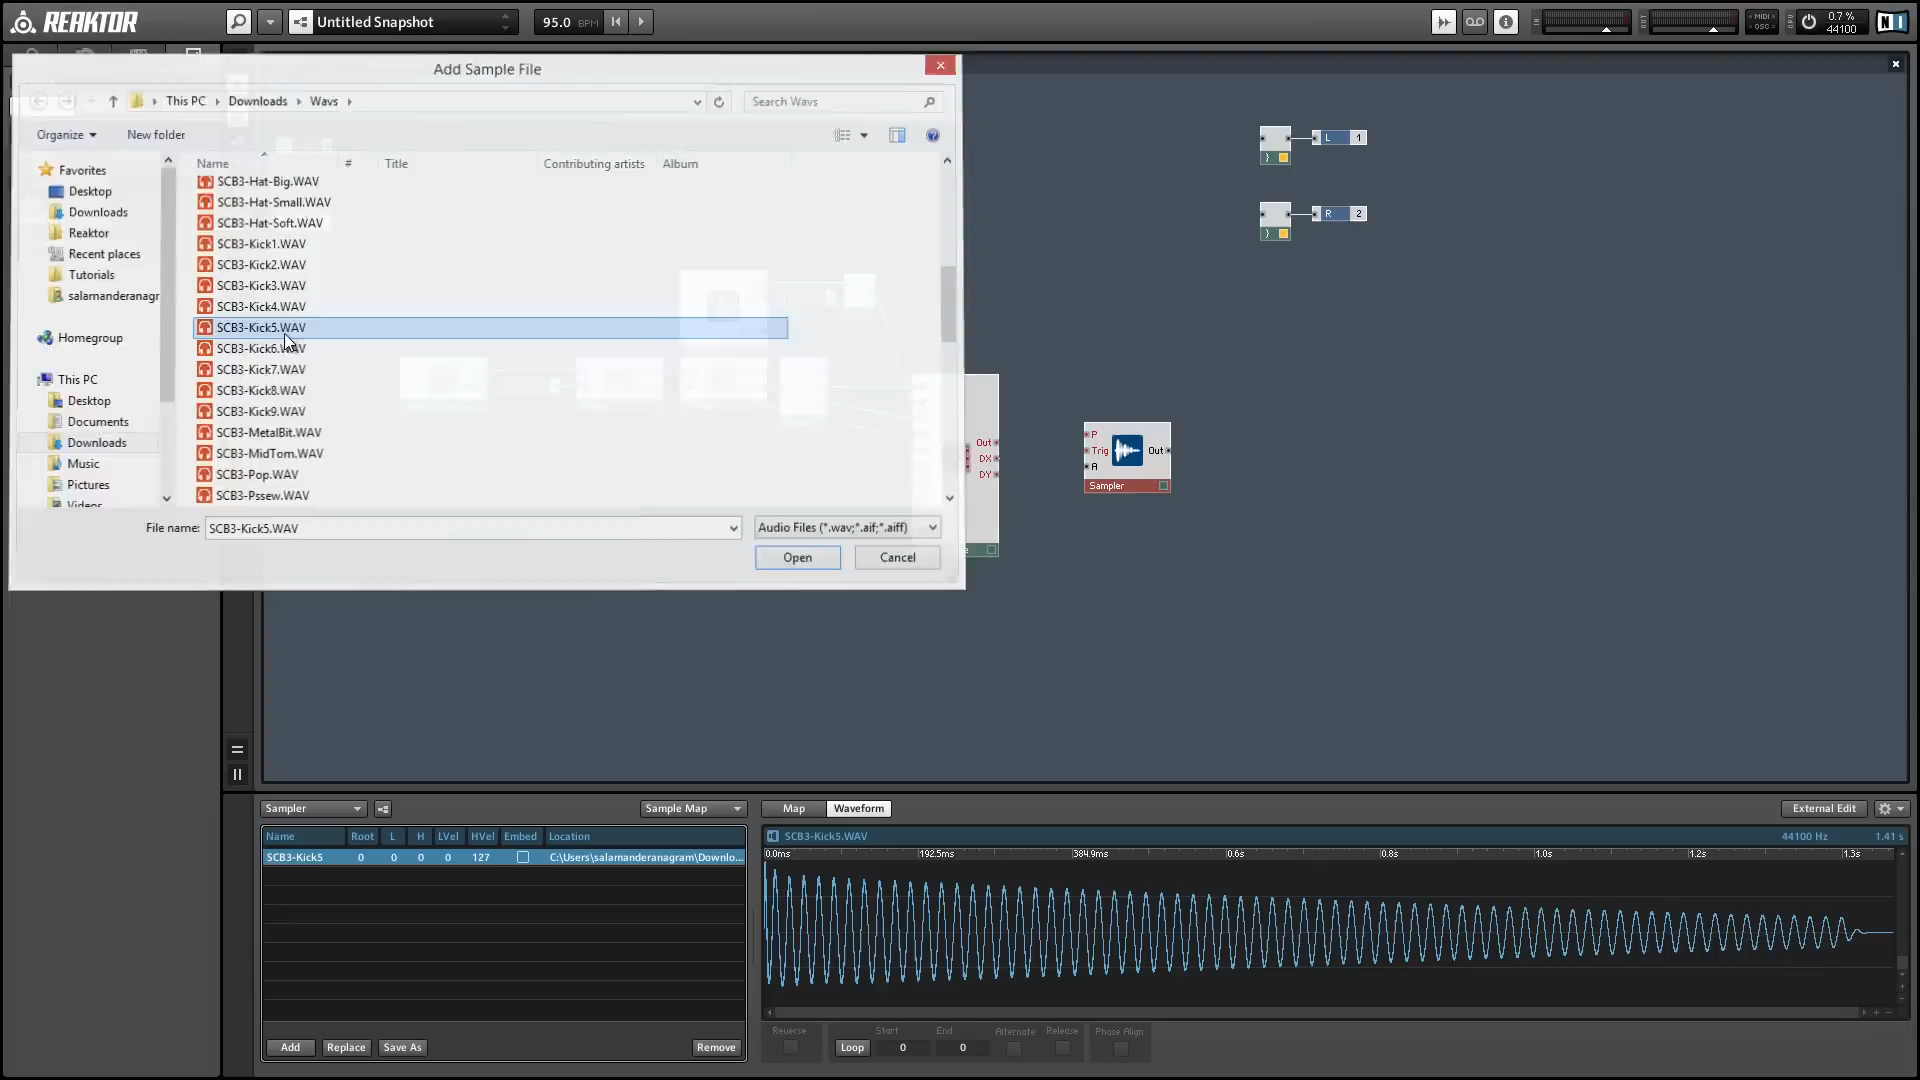 REAKTOR
Untitled Snapshot
95.0 BPM
MIDI
OSC
0.7 %
44100
NI
Add Sample File
This PC
Downloads
Wavs
Search Wavs
Organize
New folder
Name
#
Title
Contributing artists
Album
Favorites
Desktop
Downloads
Reaktor
Recent places
Tutorials
salamanderanagr
Homegroup
This PC
Desktop
Documents
Downloads
Music
Pictures
Videos
SCB3-Hat-Big.WAV
SCB3-Hat-Small.WAV
SCB3-Hat-Soft.WAV
SCB3-Kick1.WAV
SCB3-Kick2.WAV
SCB3-Kick3.WAV
SCB3-Kick4.WAV
SCB3-Kick5.WAV
SCB3-Kick6.WAV
SCB3-Kick7.WAV
SCB3-Kick8.WAV
SCB3-Kick9.WAV
SCB3-MetalBit.WAV
SCB3-MidTom.WAV
SCB3-Pop.WAV
SCB3-Pssew.WAV
File name: SCB3-Kick5.WAV
Audio Files (*.wav;*.aif;*.aiff)
Open
Cancel
L 1
R 2
Out
DX
DY
P
Trig
A
Out
Sampler
Sampler
Sample Map
Map
Waveform
External Edit
Name Root L H LVel HVel Embed Location
SCB3-Kick5 0 0 0 0 127 C:\Users\salamanderanagram\Downlo...
SCB3-Kick5.WAV
44100 Hz
1.41 s
0.0ms 192.5ms 384.9ms 0.6s 0.8s 1.0s 1.2s 1.3s
Add
Replace
Save As
Remove
Reverse
Start
End
Alternate
Release
Phase Align
Loop
0
0